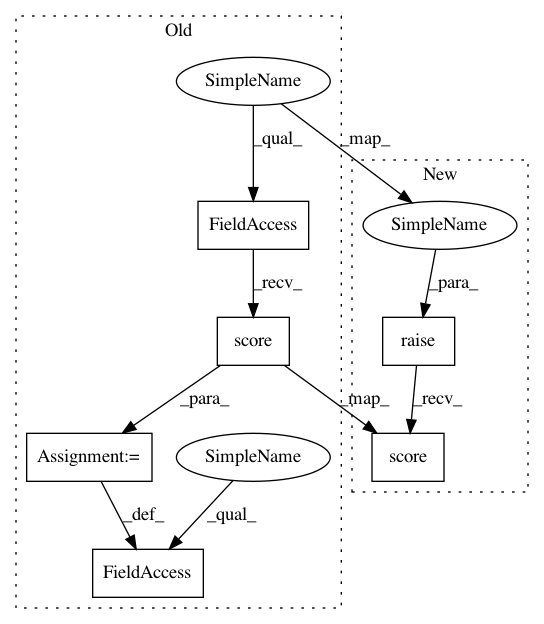 Old
SimpleName
_qual_
_map_
New
FieldAccess
SimpleName
_recv_
_para_
score
raise
_para_
_map_
_recv_
Assignment:=
SimpleName
score
_def_
_qual_
FieldAccess